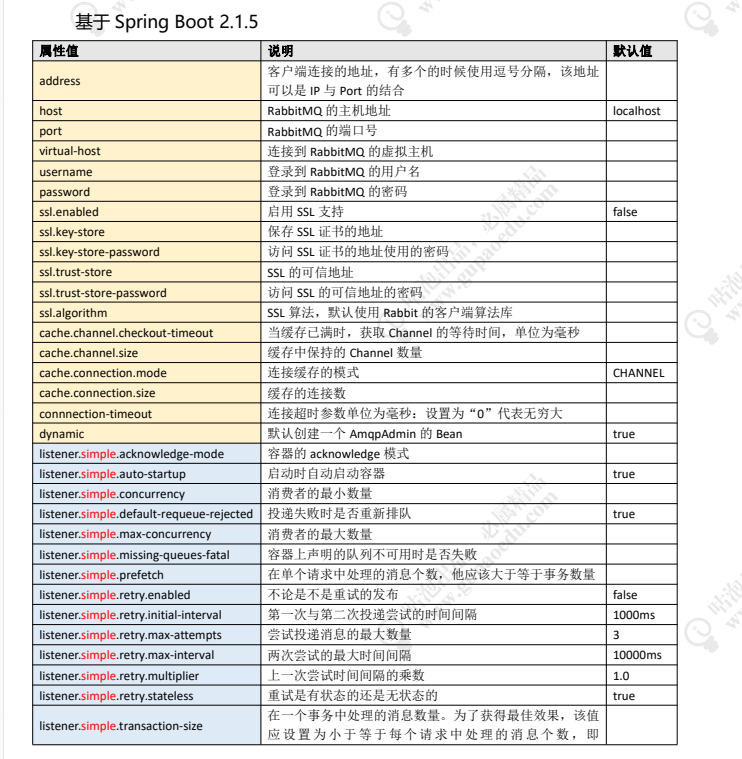 基于 Spring Boot 2.1.5
属性值 说明 默认值
address 客户端连接的地址，有多个的时候使用逗号分隔，该地址
可以是 IP 与 Port 的结合
host RabbitMQ 的主机地址 localhost
port RabbitMQ 的端口号
virtual-host 连接到 RabbitMQ 的虚拟主机
username 登录到 RabbitMQ 的用户名
password 登录到 RabbitMQ 的密码
ssl.enabled 启用 SSL 支持 false
ssl.key-store 保存 SSL 证书的地址
ssl.key-store-password 访问 SSL 证书的地址使用的密码
ssl.trust-store SSL 的可信地址
ssl.trust-store-password 访问 SSL 的可信地址的密码
ssl.algorithm SSL 算法，默认使用 Rabbit 的客户端算法库
cache.channel.checkout-timeout 当缓存已满时，获取 Channel 的等待时间，单位为毫秒
cache.channel.size 缓存中保持的 Channel 数量
cache.connection.mode 连接缓存的模式 CHANNEL
cache.connection.size 缓存的连接数
connnection-timeout 连接超时参数单位为毫秒：设置为“0”代表无穷大
dynamic 默认创建一个 AmqpAdmin 的 Bean true
listener.simple.acknowledge-mode 容器的 acknowledge 模式
listener.simple.auto-startup 启动时自动启动容器 true
listener.simple.concurrency 消费者的最小数量
listener.simple.default-requeue-rejected 投递失败时是否重新排队 true
listener.simple.max-concurrency 消费者的最大数量
listener.simple.missing-queues-fatal 容器上声明的队列不可用时是否失败
listener.simple.prefetch 在单个请求中处理的消息个数，他应该大于等于事务数量
listener.simple.retry.enabled 不论是不是重试的发布 false
listener.simple.retry.initial-interval 第一次与第二次投递尝试的时间间隔 1000ms
listener.simple.retry.max-attempts 尝试投递消息的最大数量 3
listener.simple.retry.max-interval 两次尝试的最大时间间隔 10000ms
listener.simple.retry.multiplier 上一次尝试时间间隔的乘数 1.0
listener.simple.retry.stateless 重试是有状态的还是无状态的 true
listener.simple.transaction-size 在一个事务中处理的消息数量。为了获得最佳效果，该值
应设置为小于等于每个请求中处理的消息个数，即